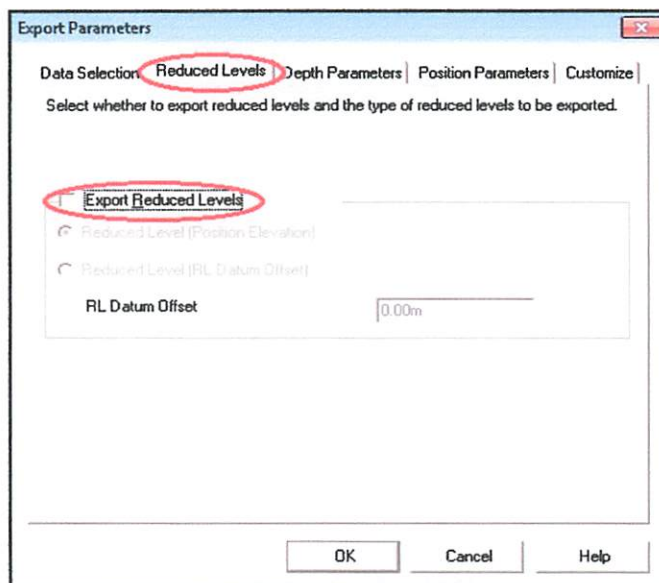 Export Parameters
Data Selection Reduced Levels Depth Parameters Position Parameters Customize
Select whether to export reduced levels and the type of reduced levels to be exported.
Export Reduced Levels
Reduced Level (Position Elevation)
Reduced Level (RL Datum Offset)
RL Datum Offset 0.00m
OK Cancel Help